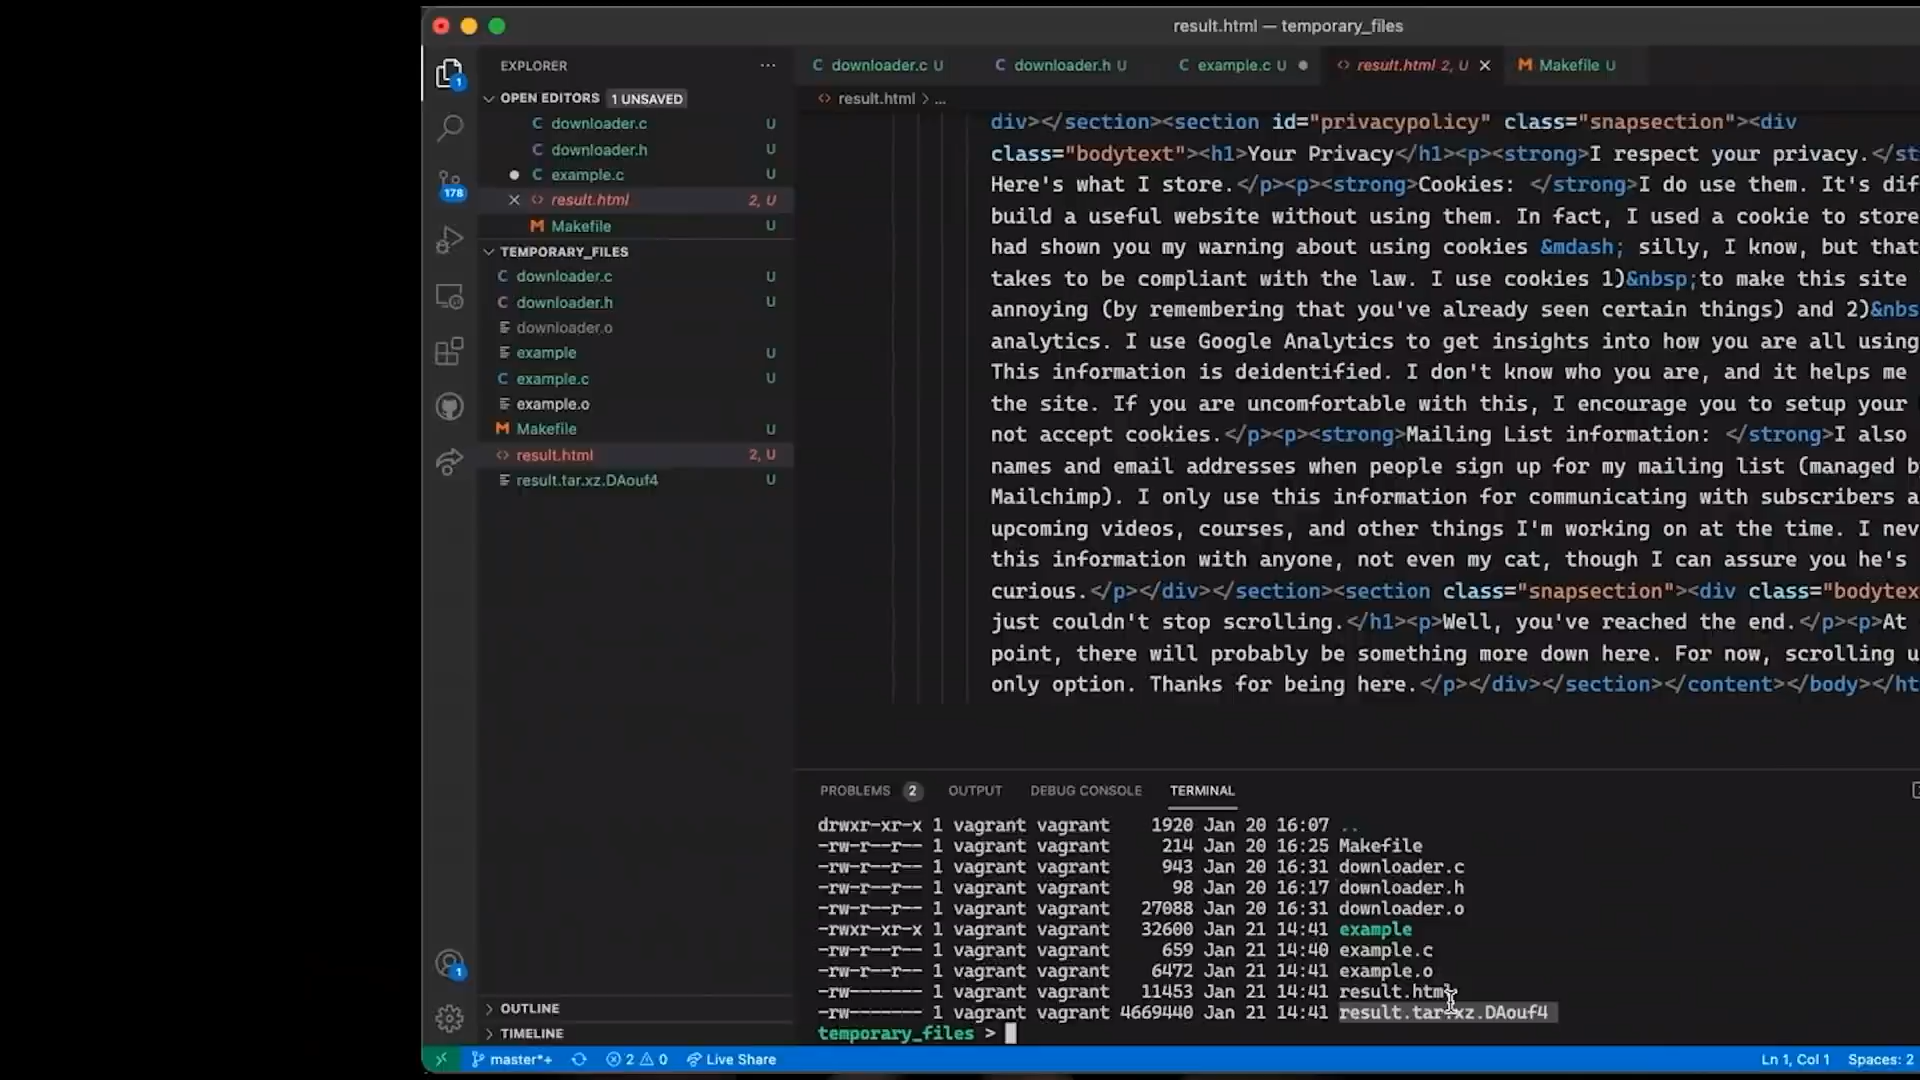 result.html — temporary_files
EXPLORER ···
downloader.c U
downloader.h U
example.c U
result.html 2, U
Makefile U
OPEN EDITORS 1 UNSAVED
downloader.c U
downloader.h U
example.c U
result.html 2, U
Makefile U
TEMPORARY_FILES
downloader.c U
downloader.h U
downloader.o
example U
example.c U
example.o
Makefile U
result.html 2, U
result.tar.xz.DAouf4 U
OUTLINE
TIMELINE
1
178
1
result.html > ...
div></section><section id="privacypolicy" class="snapsection"><div
class="bodytext"><h1>Your Privacy</h1><p><strong>I respect your privacy.</st
Here's what I store.</p><p><strong>Cookies: </strong>I do use them. It's dif
build a useful website without using them. In fact, I used a cookie to store
had shown you my warning about using cookies &mdash; silly, I know, but that
takes to be compliant with the law. I use cookies 1)&nbsp;to make this site
annoying (by remembering that you've already seen certain things) and 2)&nbs
analytics. I use Google Analytics to get insights into how you are all using
This information is deidentified. I don't know who you are, and it helps me
the site. If you are uncomfortable with this, I encourage you to setup your
not accept cookies.</p><p><strong>Mailing List information: </strong>I also
names and email addresses when people sign up for my mailing list (managed by
Mailchimp). I only use this information for communicating with subscribers a
upcoming videos, courses, and other things I'm working on at the time. I nev
this information with anyone, not even my cat, though I can assure you he's
curious.</p></div></section><section class="snapsection"><div class="bodytex
just couldn't stop scrolling.</h1><p>Well, you've reached the end.</p><p>At
point, there will probably be something more down here. For now, scrolling u
only option. Thanks for being here.</p></div></section></content></body></ht
PROBLEMS 2 OUTPUT DEBUG CONSOLE TERMINAL
drwxr-xr-x 1 vagrant vagrant 1920 Jan 20 16:07 ..
-rw-r--r-- 1 vagrant vagrant 214 Jan 20 16:25 Makefile
-rw-r--r-- 1 vagrant vagrant 943 Jan 20 16:31 downloader.c
-rw-r--r-- 1 vagrant vagrant 98 Jan 20 16:17 downloader.h
-rw-r--r-- 1 vagrant vagrant 27088 Jan 20 16:31 downloader.o
-rwxr-xr-x 1 vagrant vagrant 32600 Jan 21 14:41 example
-rw-r--r-- 1 vagrant vagrant 659 Jan 21 14:40 example.c
-rw-r--r-- 1 vagrant vagrant 6472 Jan 21 14:41 example.o
-rw------- 1 vagrant vagrant 11453 Jan 21 14:41 result.html
-rw------- 1 vagrant vagrant 4669440 Jan 21 14:41 result.tar.xz.DAouf4
temporary_files >
master*+ 2 0 Live Share Ln 1, Col 1 Spaces: 2